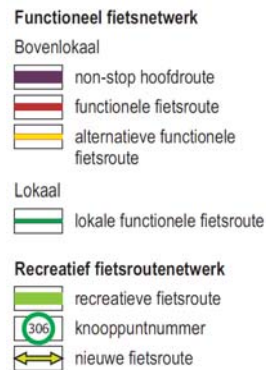 Functioneel fietsnetwerk
Bovenlokaal
non-stop hoofdroute
functionele fietsroute
alternatieve functionele
fietsroute
Lokaal
lokale functionele fietsroute
Recreatief fietsroutenetwerk
recreatieve fietsroute
306 knooppuntnummer
nieuwe fietsroute